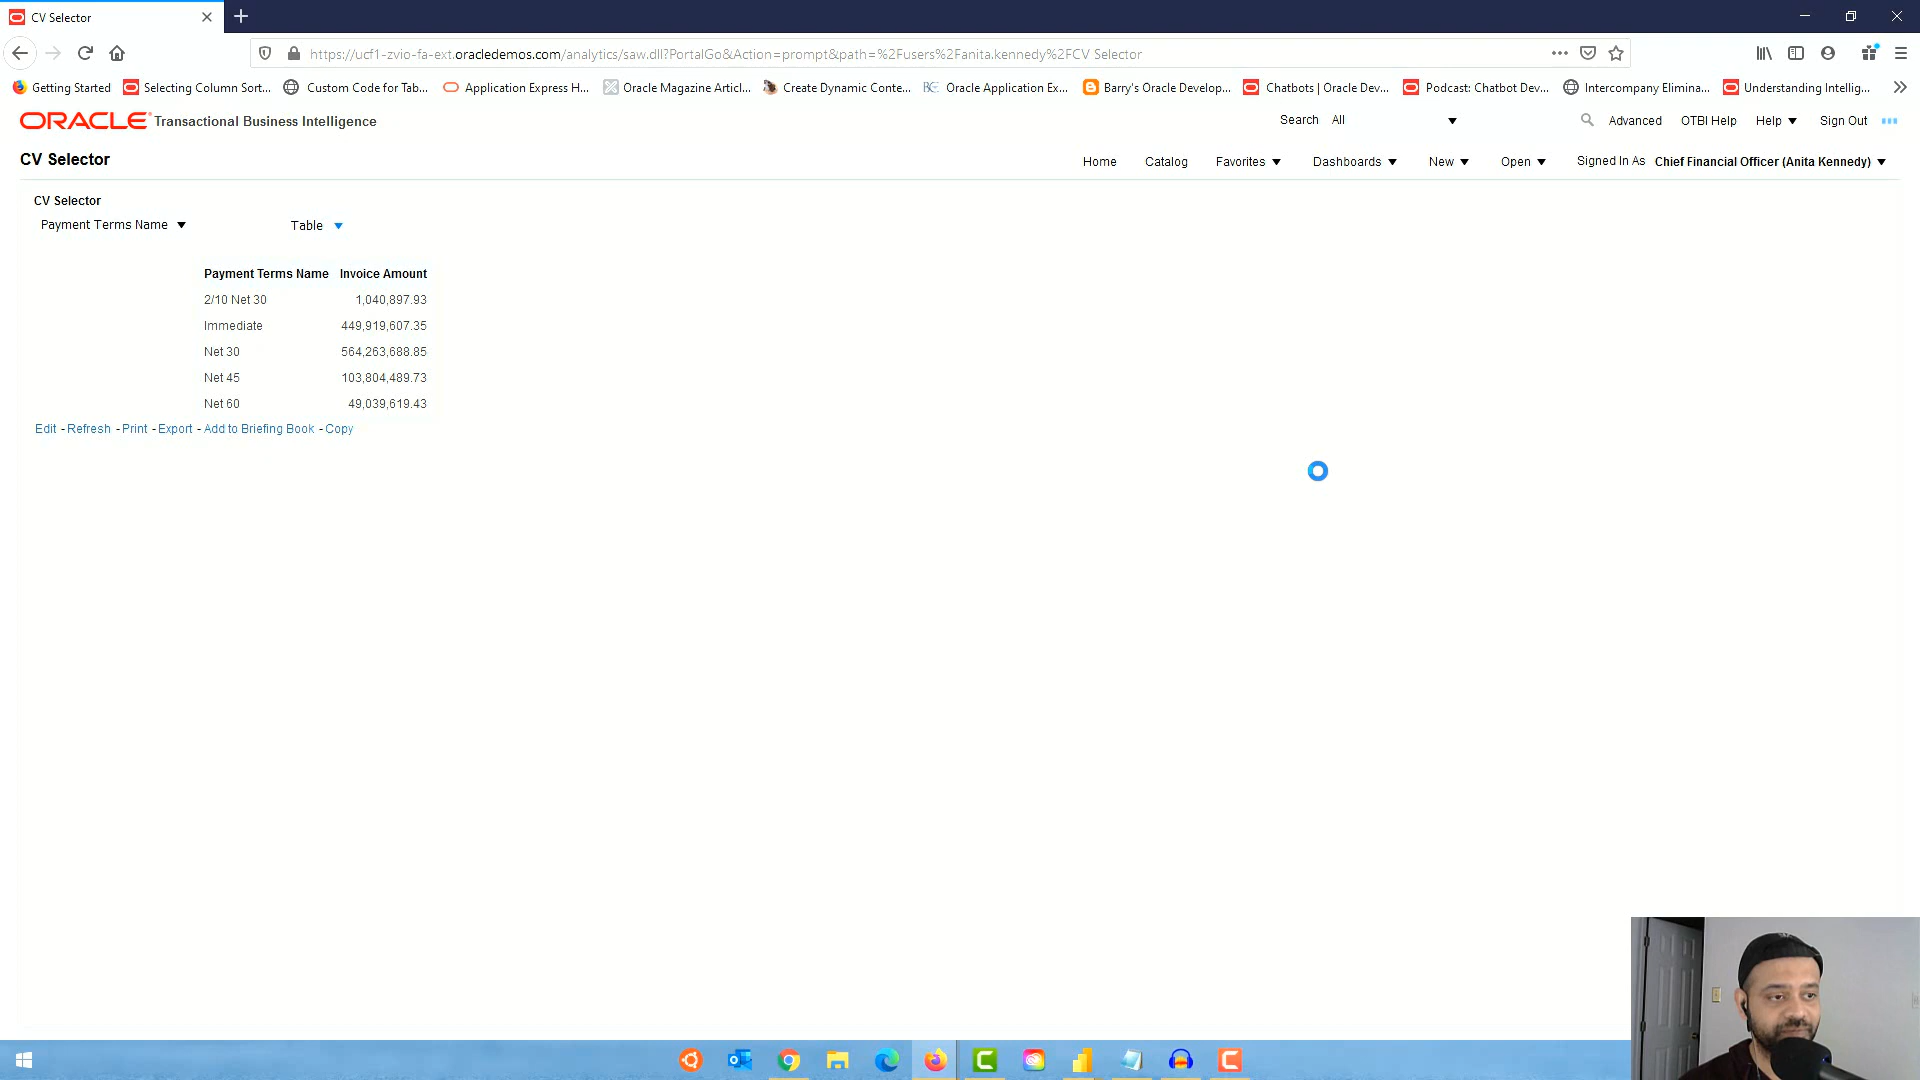 CV Selector
https://ucf1-zvio-fa-ext.oracledemos.com/analytics/saw.dll?PortalGo&Action=prompt&path=%2Fusers%2Fanita.kennedy%2FCV Selector
Getting Started Selecting Column Sort... Custom Code for Tab... Application Express H... Oracle Magazine Articl... Create Dynamic Conte... BC Oracle Application Ex... Barry's Oracle Develop... Chatbots | Oracle Dev... Podcast: Chatbot Dev... Intercompany Elimina... Understanding Intellig...
ORACLE Transactional Business Intelligence Search All Advanced OTBI Help Help Sign Out
CV Selector Home Catalog Favorites Dashboards New Open Signed In As Chief Financial Officer (Anita Kennedy)
CV Selector
Payment Terms Name Table
Payment Terms Name Invoice Amount
2/10 Net 30 1,040,897.93
Immediate 449,919,607.35
Net 30 564,263,688.85
Net 45 103,804,489.73
Net 60 49,039,619.43
Edit - Refresh - Print - Export - Add to Briefing Book - Copy